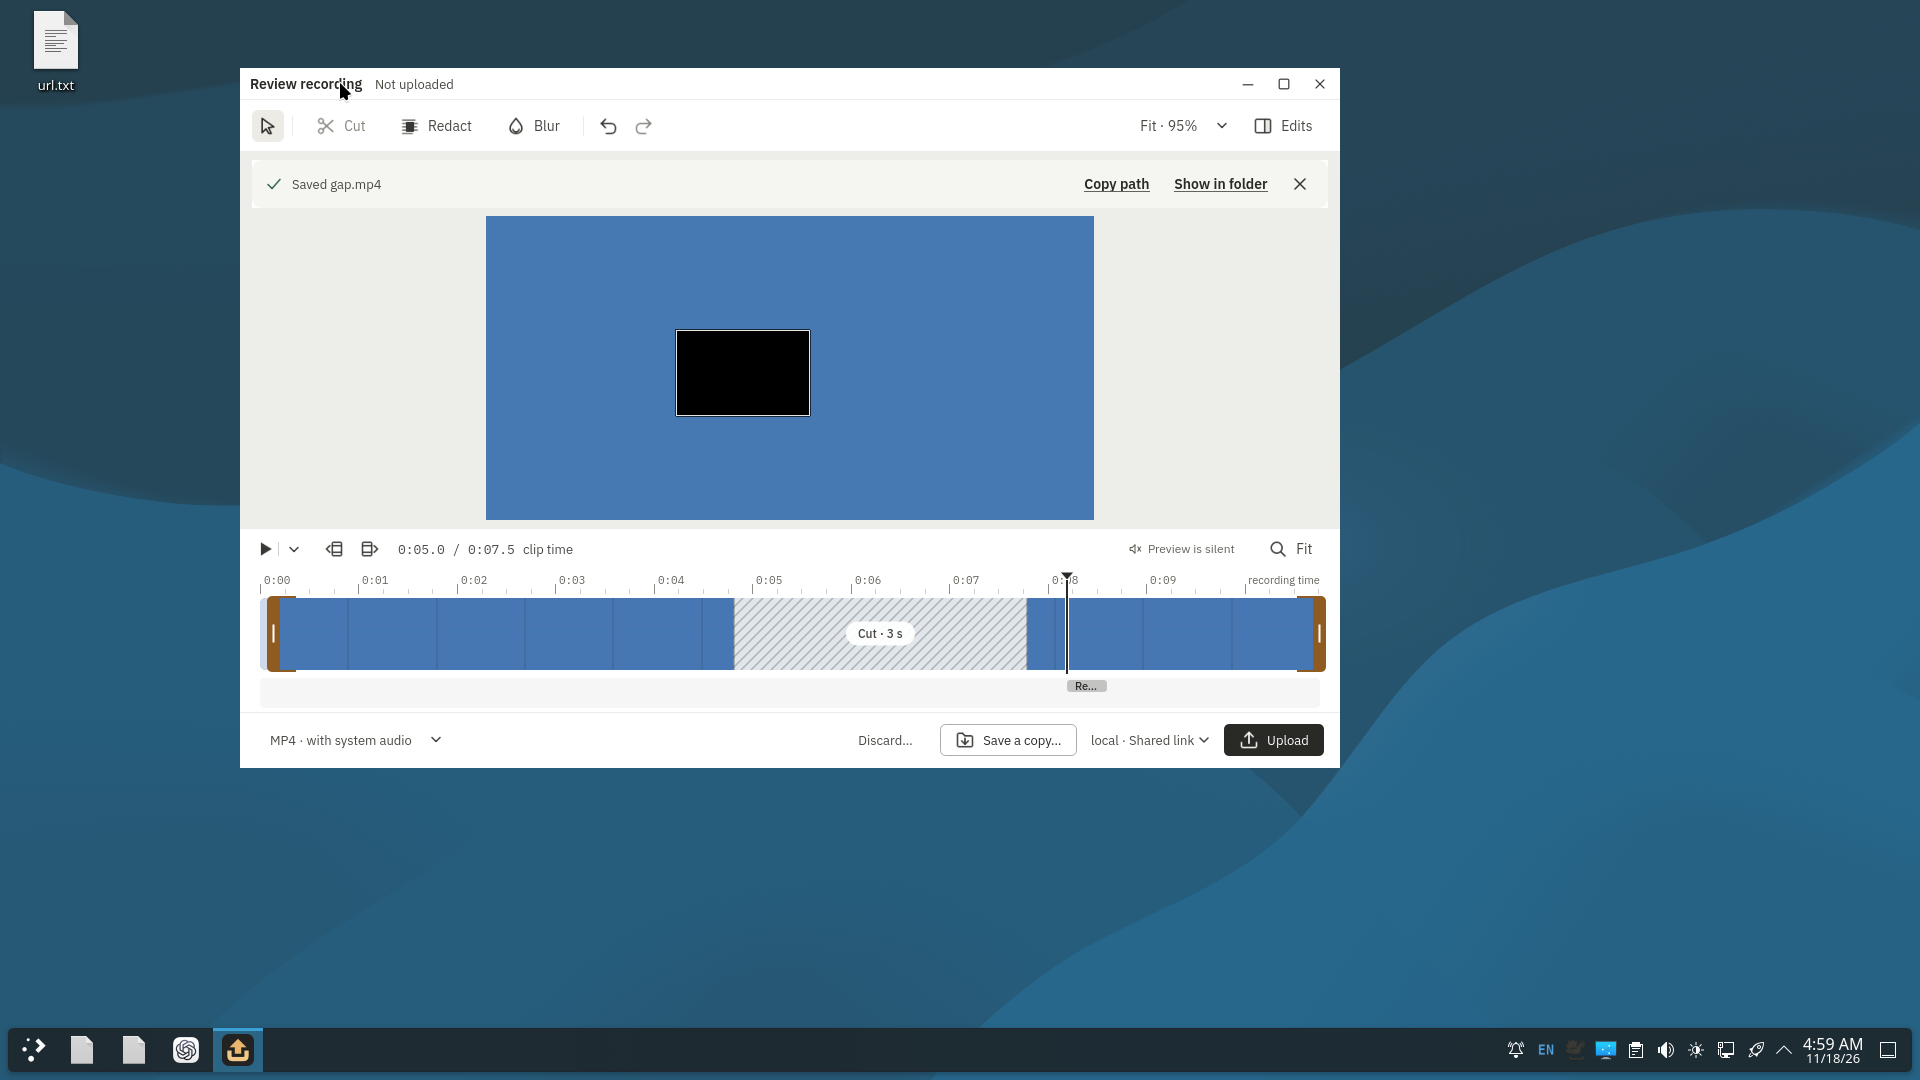 url.txt
Review recording Not uploaded
Cut Redact Blur Fit · 95% Edits
Saved gap.mp4 Copy path Show in folder
0:05.0 / 0:07.5 clip time Preview is silent Fit
0:00 0:01 0:02 0:03 0:04 0:05 0:06 0:07 0:08 0:09 recording time
Cut · 3 s
Re...
MP4 · with system audio Discard... Save a copy... local · Shared link Upload
EN 4:59 AM
11/18/26